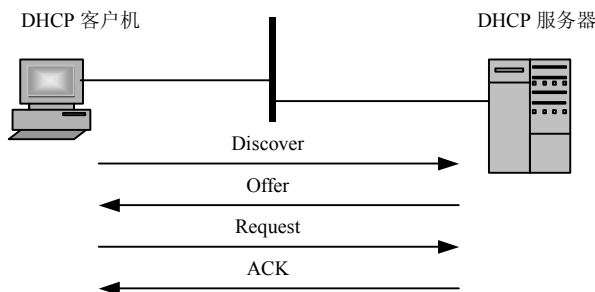 DHCP 客户机
DHCP 服务器
Discover
Offer
Request
ACK